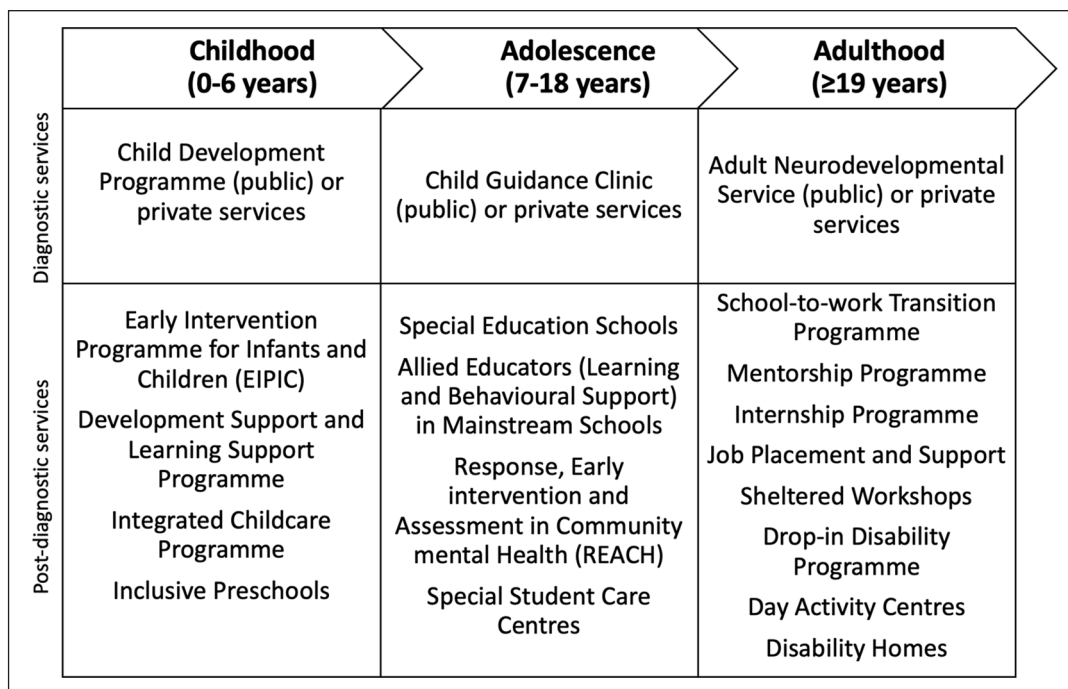 Childhood
(0-6 years)
Adolescence
(7-18 years)
Adulthood
(≥19 years)
Diagnostic services
Child Development
Programme (public) or
private services
Child Guidance Clinic
(public) or private services
Adult Neurodevelopmental
Service (public) or private
services
Post-diagnostic services
Early Intervention
Programme for Infants and
Children (EIPIC)
Development Support and
Learning Support
Programme
Integrated Childcare
Programme
Inclusive Preschools
Special Education Schools
Allied Educators (Learning
and Behavioural Support)
in Mainstream Schools
Response, Early
intervention and
Assessment in Community
mental Health (REACH)
Special Student Care
Centres
School-to-work Transition
Programme
Mentorship Programme
Internship Programme
Job Placement and Support
Sheltered Workshops
Drop-in Disability
Programme
Day Activity Centres
Disability Homes